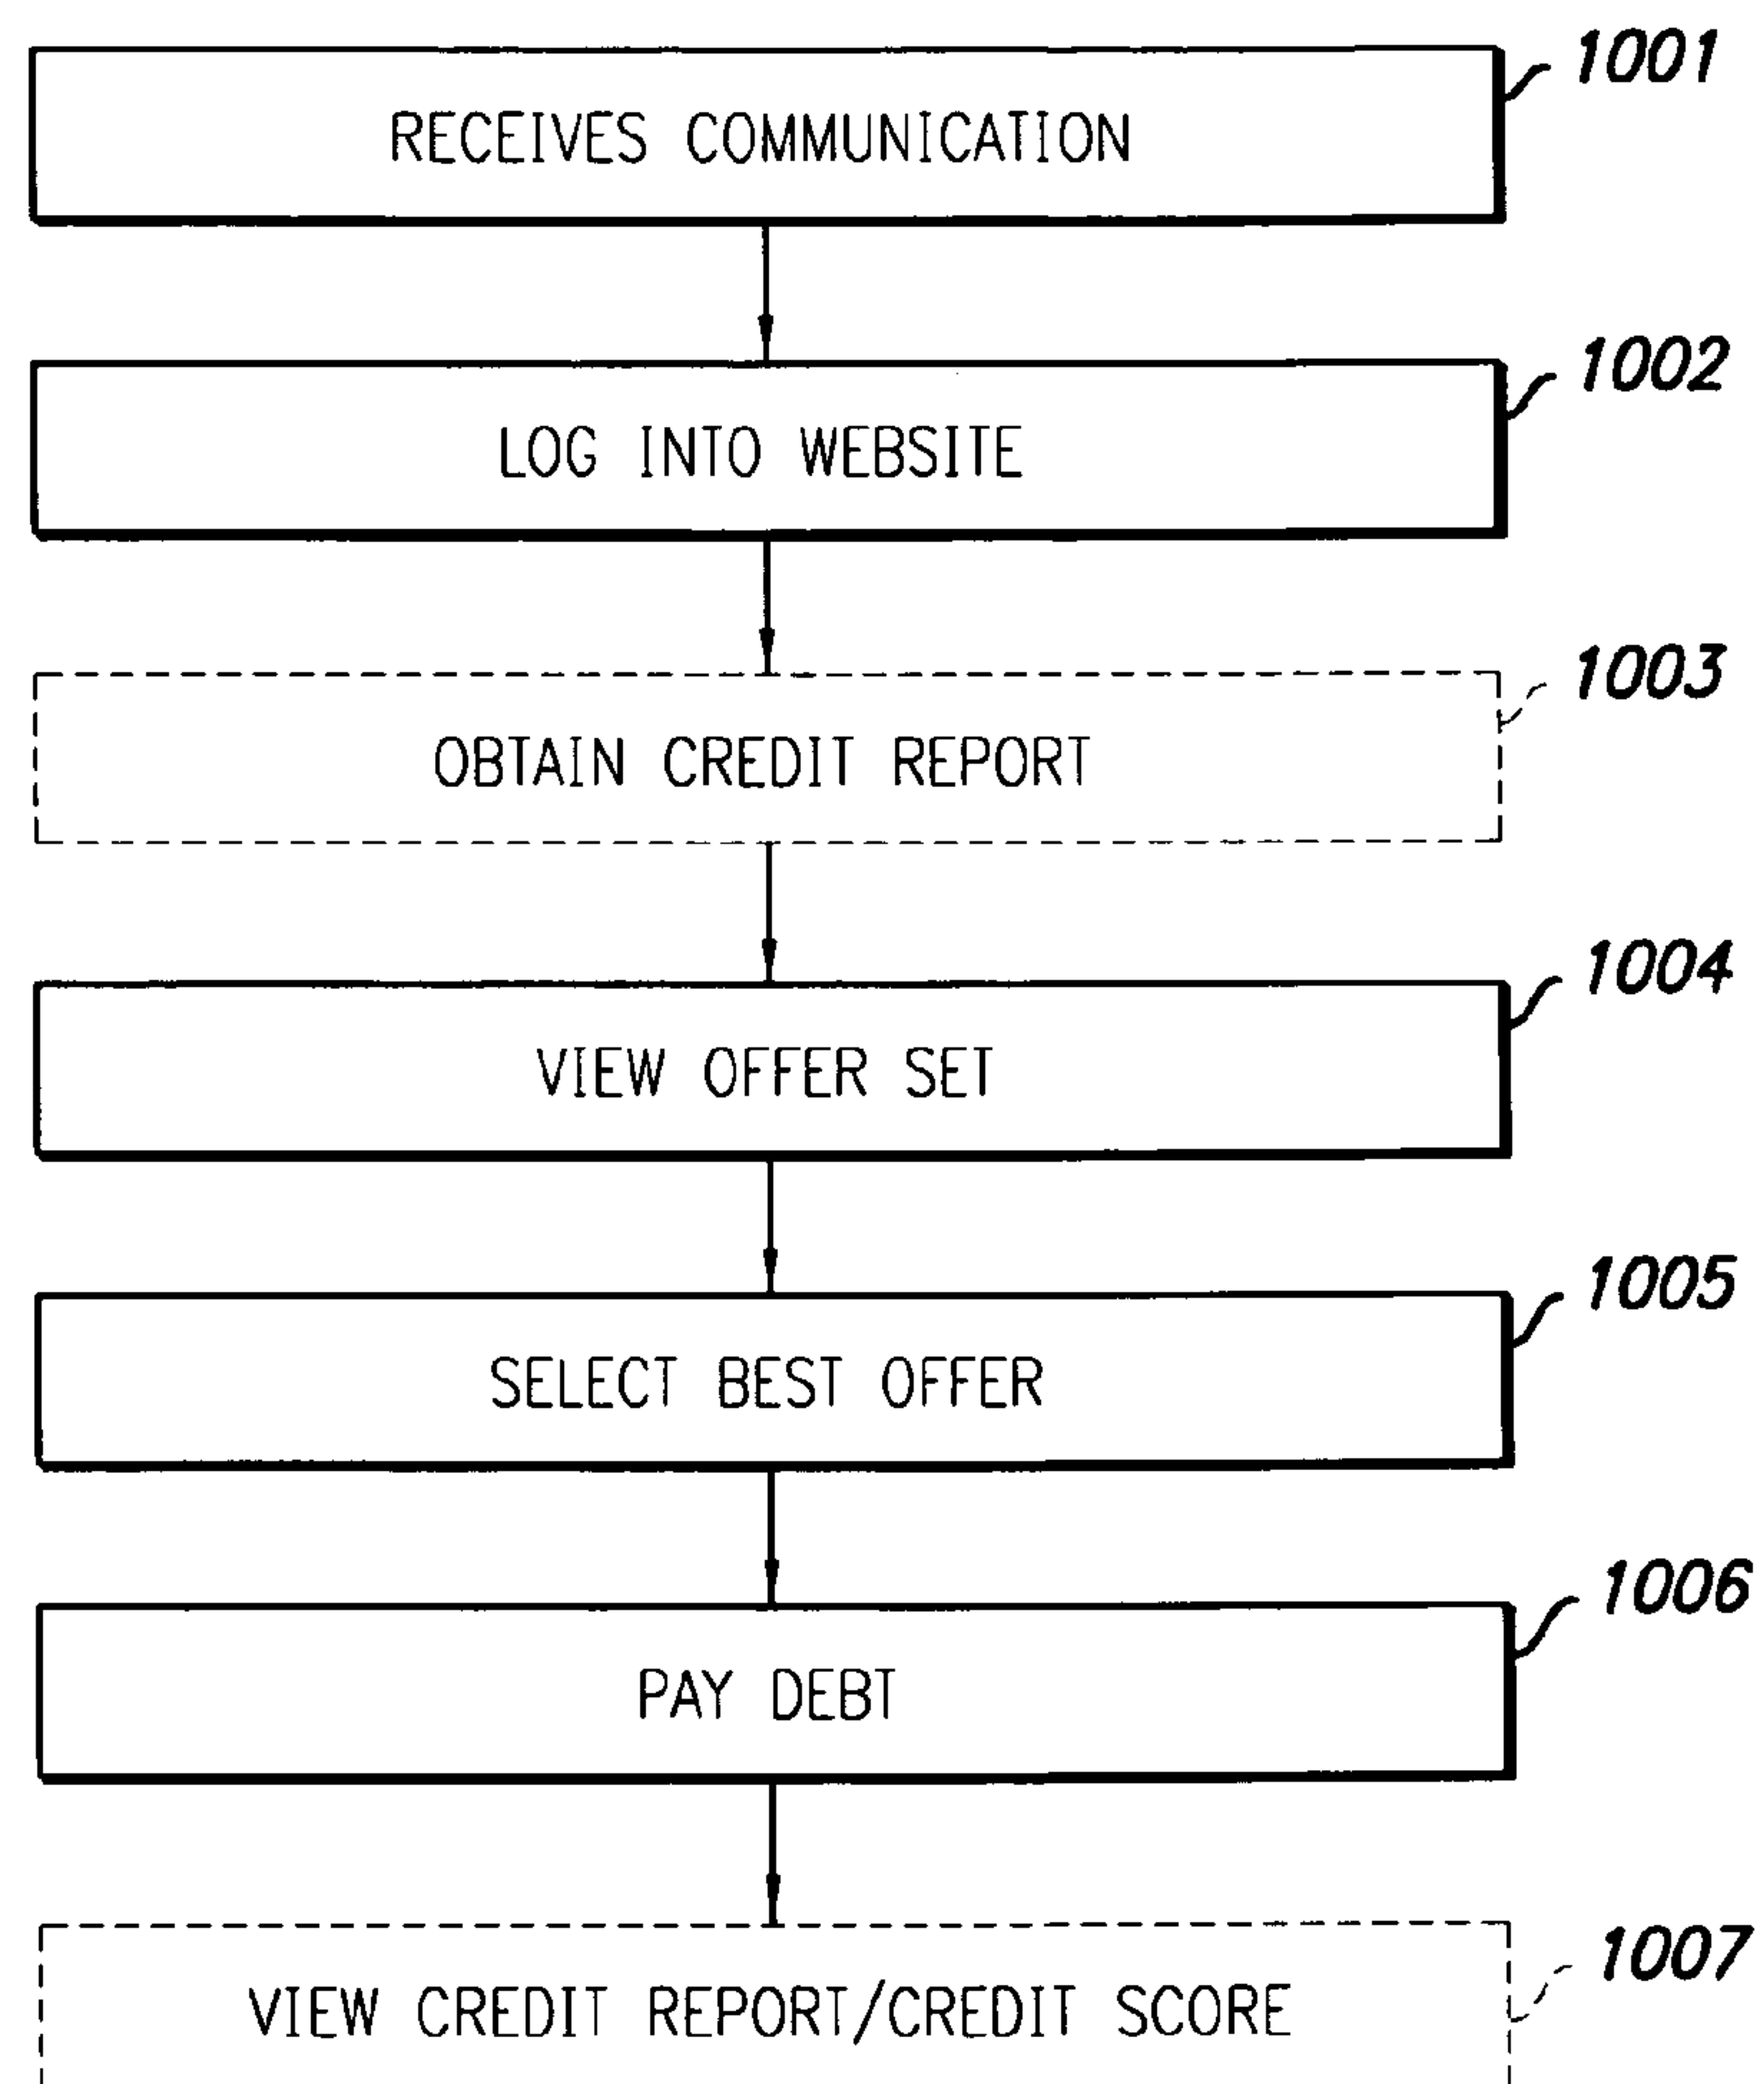 1001
RECEIVES COMMUNICATION
1002
LOG INTO WEBSITE
1003
OBTAIN CREDIT REPORT
1004
VIEW OFFER SET
1005
SELECT BEST OFFER
1006
PAY DEBT
1007
VIEW CREDIT REPORT/CREDIT SCORE